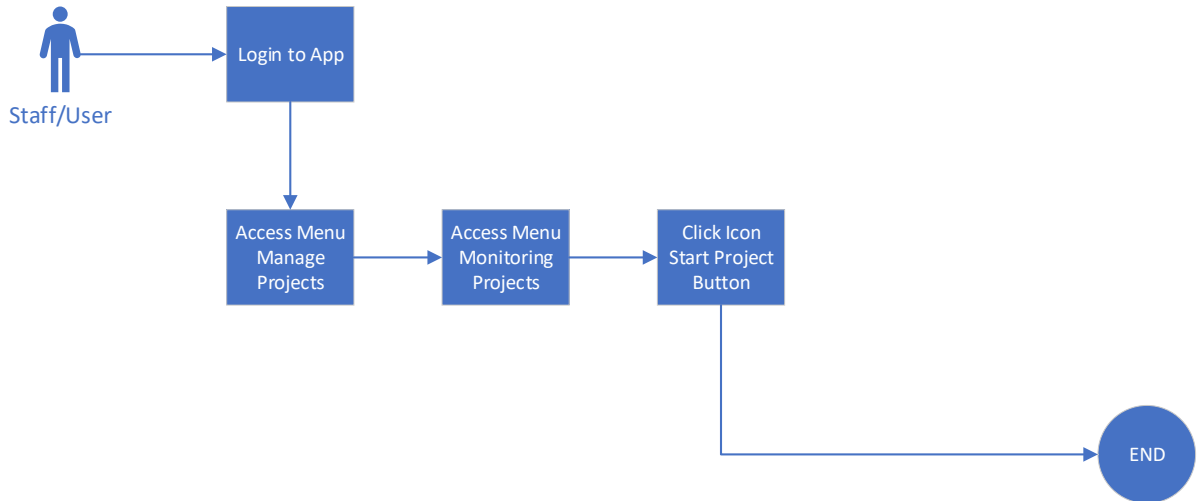 Staff/User
Login to App
Access Menu
Manage
Projects
Access Menu
Monitoring
Projects
Click Icon
Start Project
Button
END